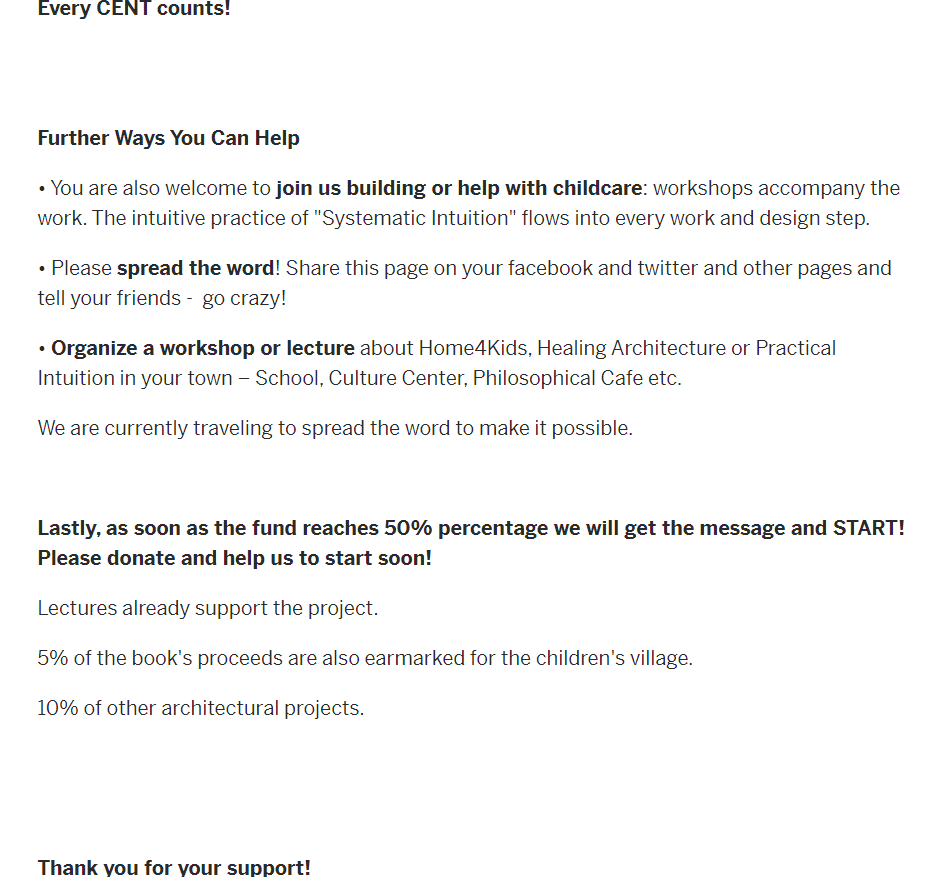 Every CENT counts!
Further Ways You Can Help
• You are also welcome to join us building or help with childcare: workshops accompany the
work. The intuitive practice of "Systematic Intuition" flows into every work and design step.
• Please spread the word! Share this page on your facebook and twitter and other pages and
tell your friends -  go crazy!
• Organize a workshop or lecture about Home4Kids, Healing Architecture or Practical
Intuition in your town – School, Culture Center, Philosophical Cafe etc.
We are currently traveling to spread the word to make it possible.
Lastly, as soon as the fund reaches 50% percentage we will get the message and START!
Please donate and help us to start soon!
Lectures already support the project.
5% of the book's proceeds are also earmarked for the children's village.
10% of other architectural projects.
Thank you for your support!